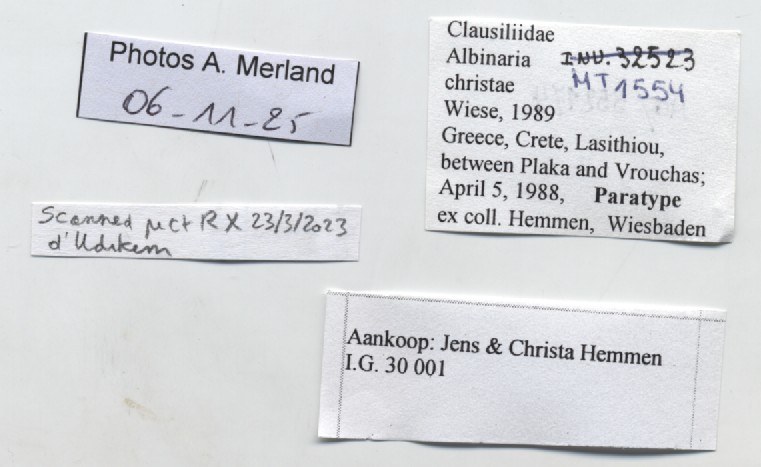 Photos A. Merland
06-11-25
Clausiliidae
Albinaria INV. 32523
christae MT1554
Wiese, 1989
Greece, Crete, Lasithiou,
between Plaka and Vrouchas;
April 5, 1988, Paratype
ex coll. Hemmen, Wiesbaden
Scanned µct RX 23/3/2023
d'Udekem
Aankoop: Jens & Christa Hemmen
I.G. 30 001